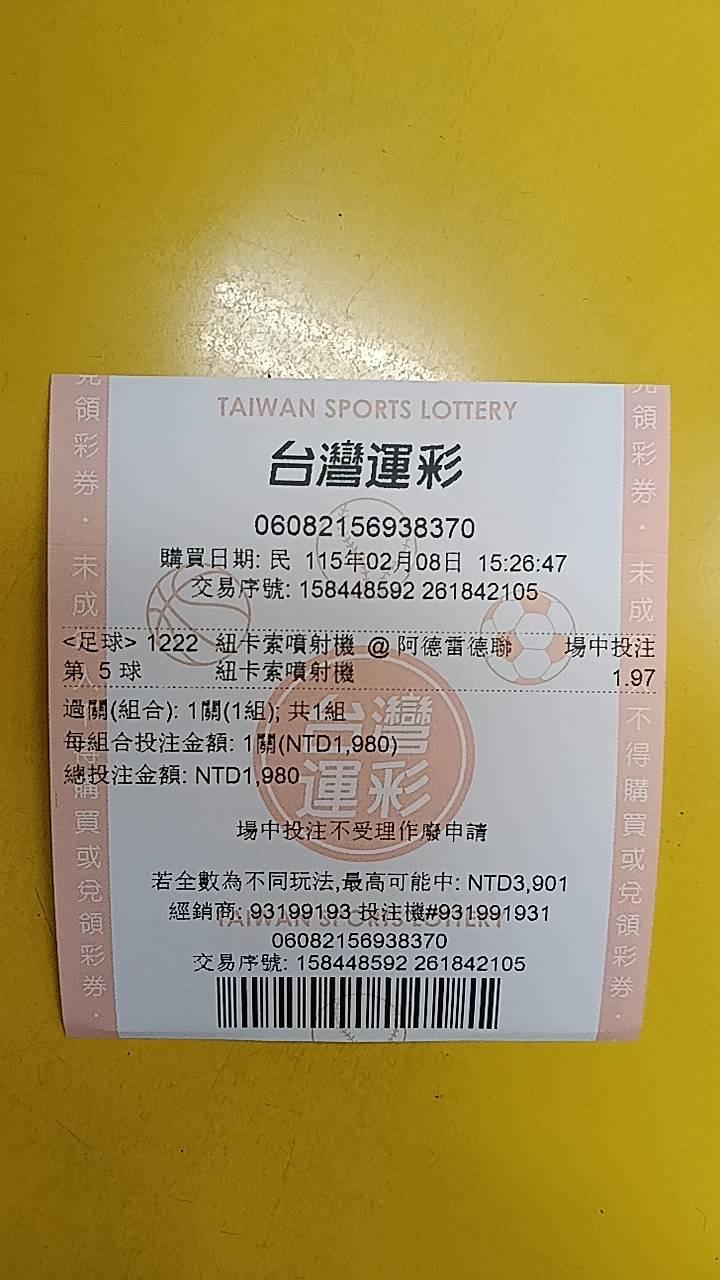 TAIWAN SPORTS LOTTERY
台灣運彩
06082156938370
購買日期: 民 115年02月08日 15:26:47
交易序號: 158448592 261842105
<足球> 1222 紐卡索噴射機 @ 阿德雷德聯 場中投注
第 5 球 紐卡索噴射機 1.97
過關(組合): 1關(1組); 共1組
每組合投注金額: 1關(NTD1,980)
總投注金額: NTD1,980
台灣運彩
場中投注不受理作廢申請
若全數為不同玩法,最高可能中: NTD3,901
經銷商: 93199193 投注機#931991931
TAIWAN SPORTS LOTTERY
06082156938370
交易序號: 158448592 261842105
兌領彩券・未成 人不得購買或兌領彩券・
兌領彩券・未成 不得購買或兌領彩券・